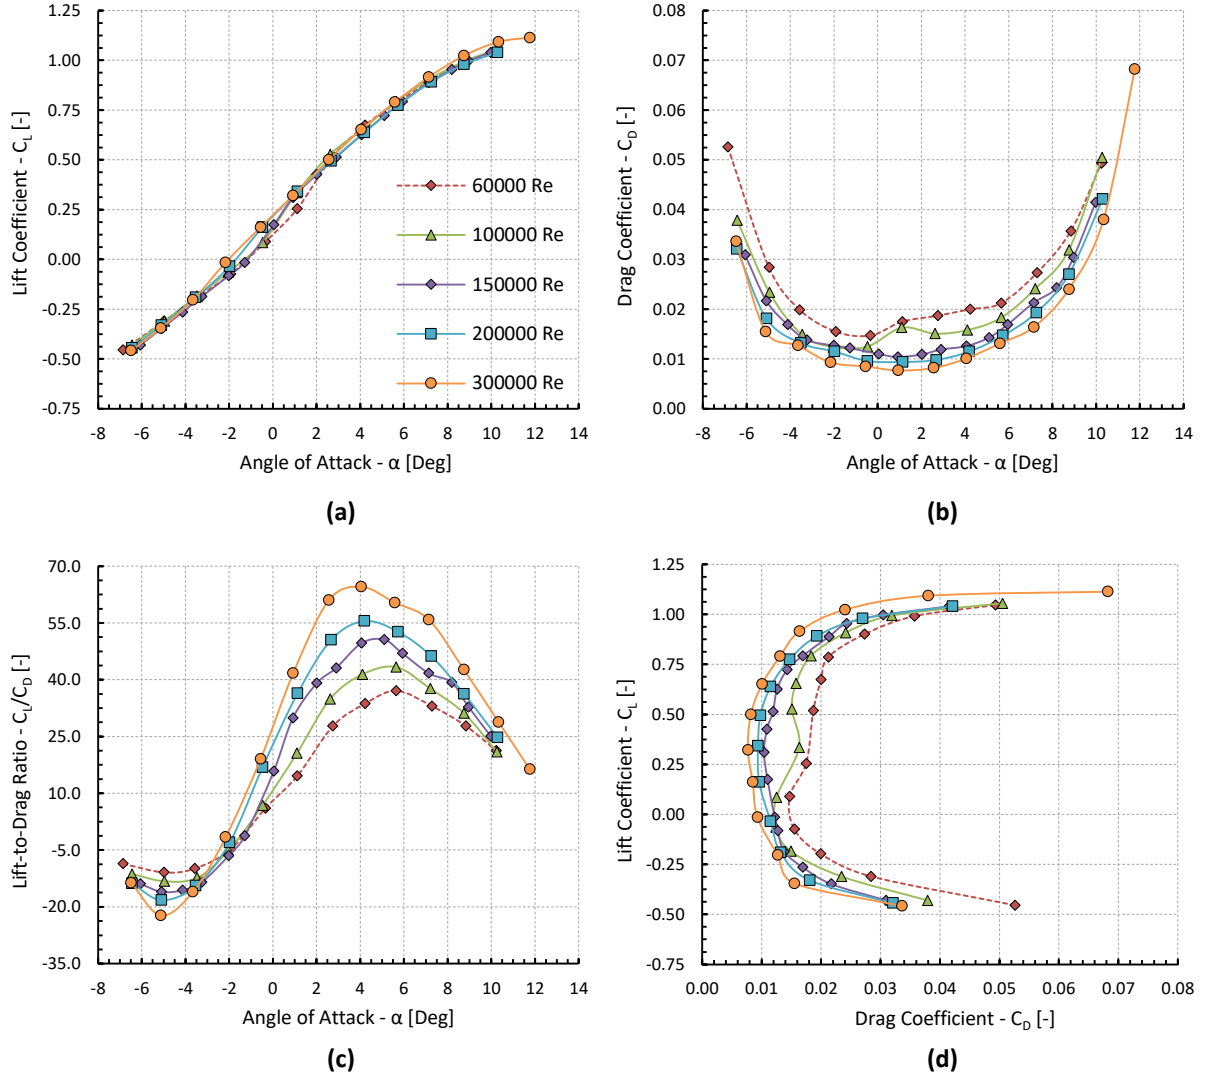 1.25
1.00
0.75
0.50
0.25
0.00
-0.25
-0.50
-0.75
Lift Coefficient - CL [-]
60000 Re
100000 Re
150000 Re
200000 Re
300000 Re
-8 -6 -4 -2 0 2 4 6 8 10 12 14
Angle of Attack - α [Deg]
(a)
0.08
0.07
0.06
0.05
0.04
0.03
0.02
0.01
0.00
Drag Coefficient - CD [-]
-8 -6 -4 -2 0 2 4 6 8 10 12 14
Angle of Attack - α [Deg]
(b)
70.0
55.0
40.0
25.0
10.0
-5.0
-20.0
-35.0
Lift-to-Drag Ratio - CL/CD [-]
-8 -6 -4 -2 0 2 4 6 8 10 12 14
Angle of Attack - α [Deg]
(c)
1.25
1.00
0.75
0.50
0.25
0.00
-0.25
-0.50
-0.75
Lift Coefficient - CL [-]
0.00 0.01 0.02 0.03 0.04 0.05 0.06 0.07 0.08
Drag Coefficient - CD [-]
(d)